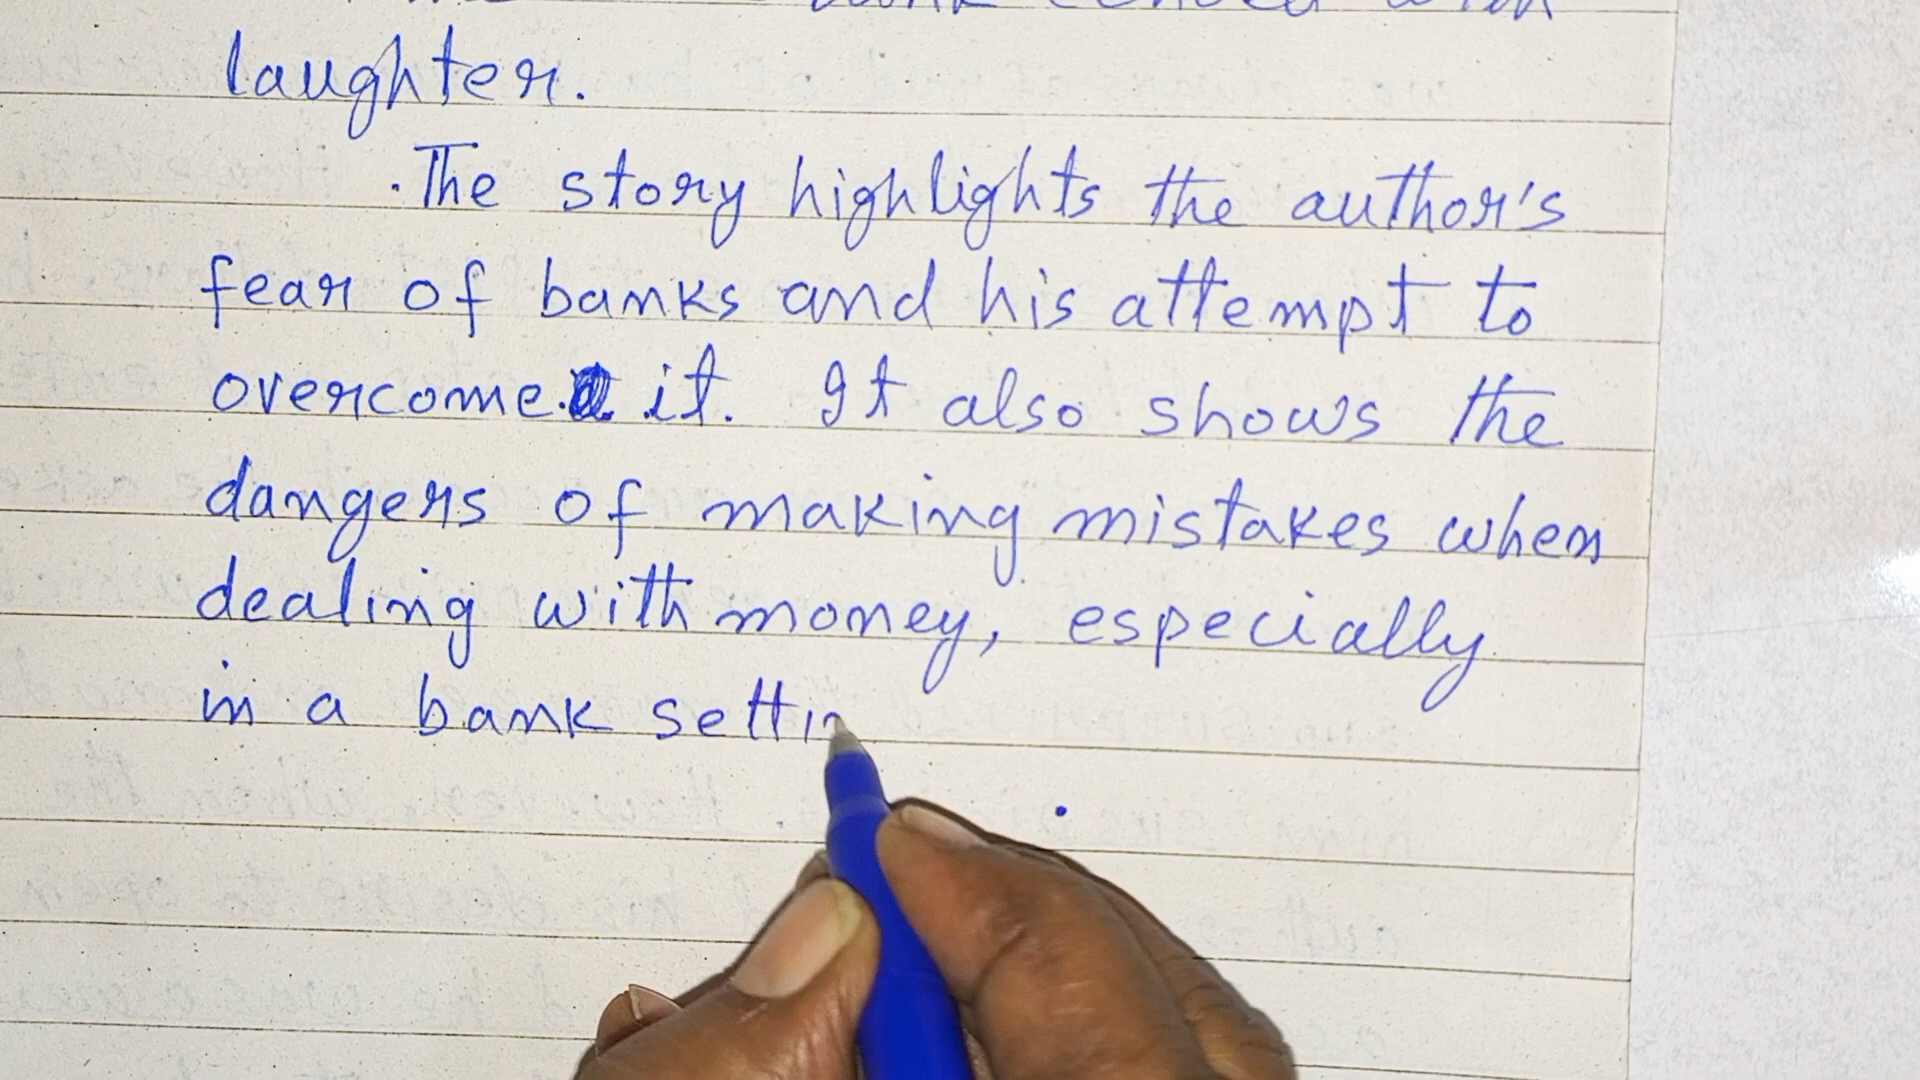 laughter.
The story highlights the author's
fear of banks and his attempt to
overcome it. It also shows the
dangers of making mistakes when
dealing with money, especially
in a bank settin